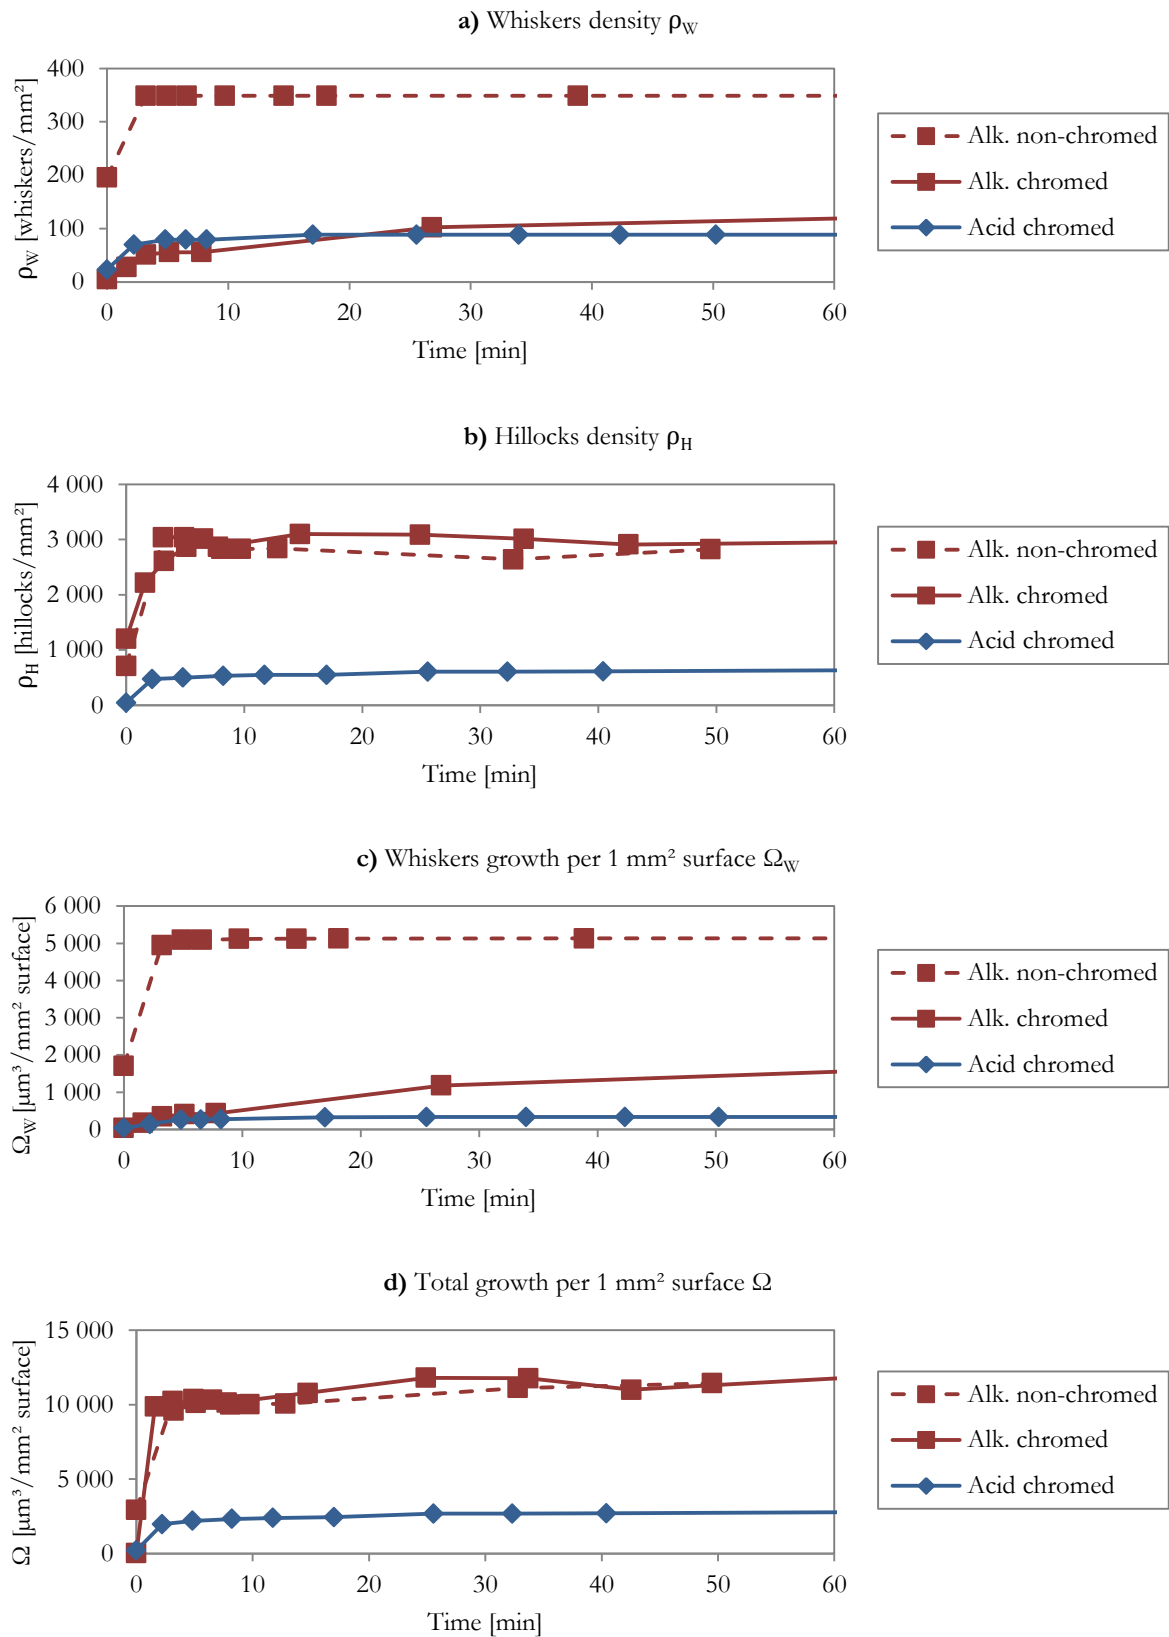 a) Whiskers density ρW
ρW [whiskers/mm²]
400
300
200
100
0
0 10 20 30 40 50 60
Time [min]
Alk. non-chromed
Alk. chromed
Acid chromed
b) Hillocks density ρH
ρH [hillocks/mm²]
4 000
3 000
2 000
1 000
0
0 10 20 30 40 50 60
Time [min]
Alk. non-chromed
Alk. chromed
Acid chromed
c) Whiskers growth per 1 mm² surface ΩW
ΩW [µm³/mm² surface]
6 000
5 000
4 000
3 000
2 000
1 000
0
0 10 20 30 40 50 60
Time [min]
Alk. non-chromed
Alk. chromed
Acid chromed
d) Total growth per 1 mm² surface Ω
Ω [µm³/mm² surface]
15 000
10 000
5 000
0
0 10 20 30 40 50 60
Time [min]
Alk. non-chromed
Alk. chromed
Acid chromed